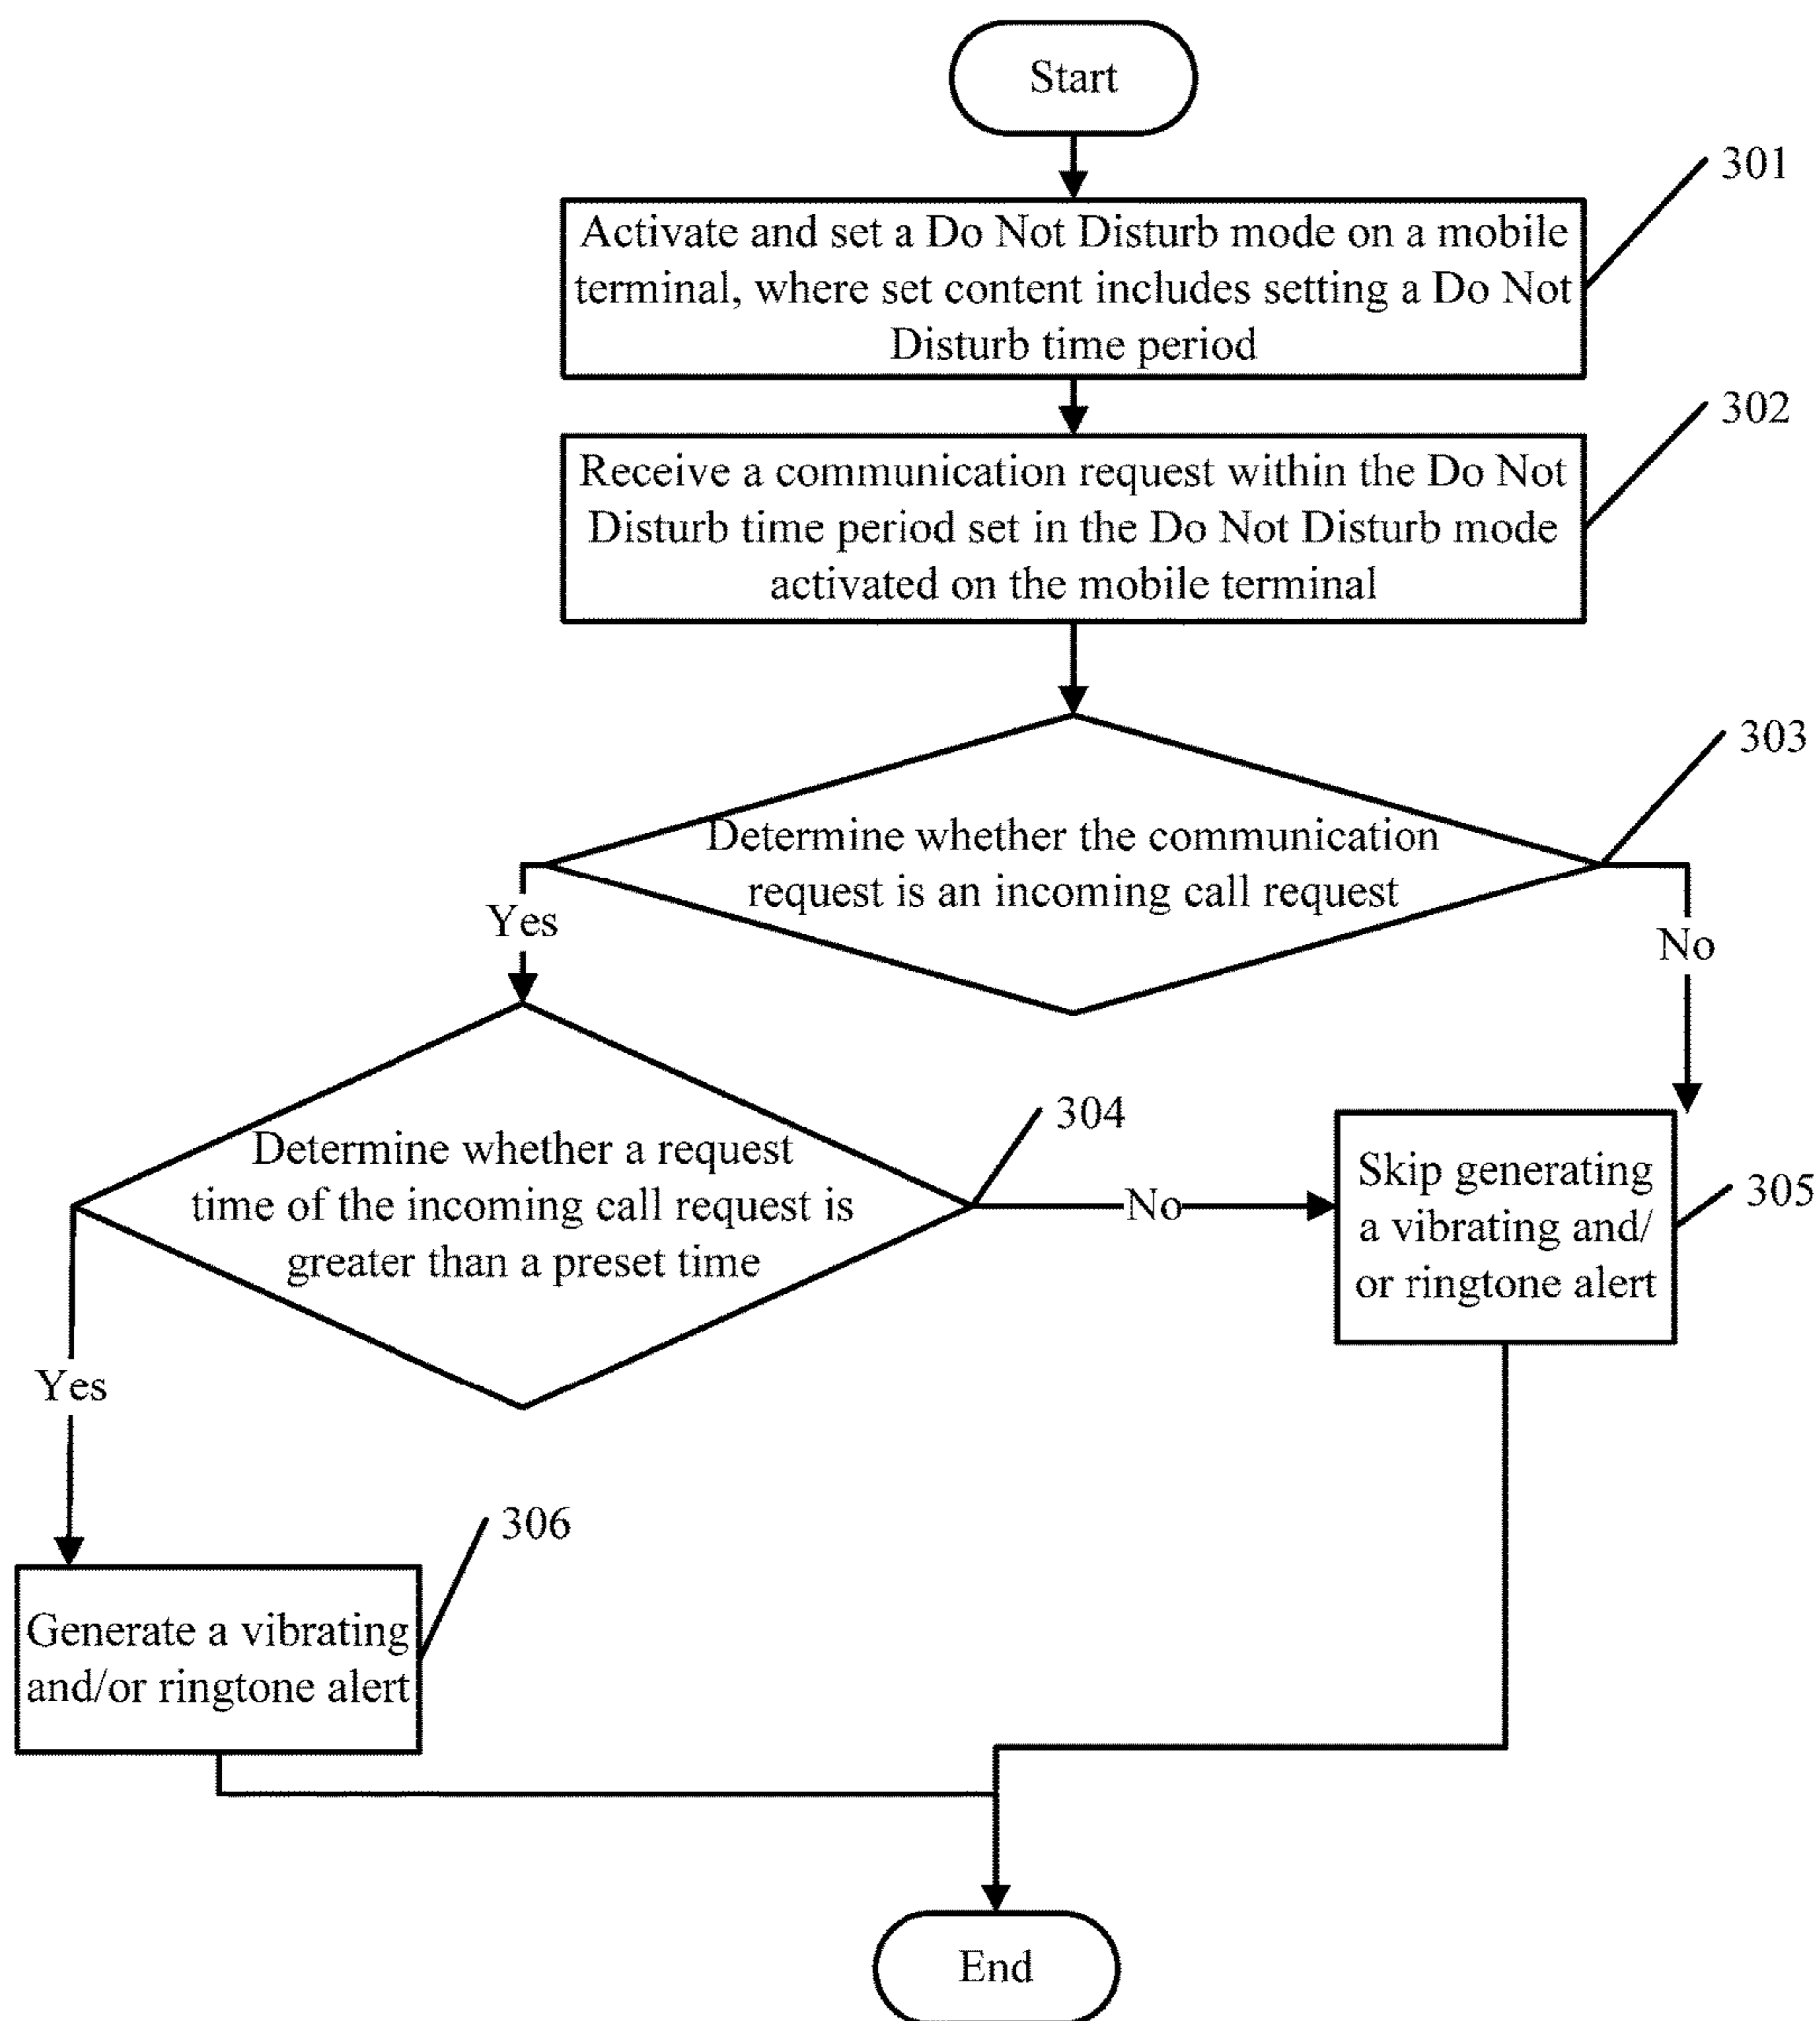 Start
301
Activate and set a Do Not Disturb mode on a mobile
terminal, where set content includes setting a Do Not
Disturb time period
302
Receive a communication request within the Do Not
Disturb time period set in the Do Not Disturb mode
activated on the mobile terminal
303
Determine whether the communication
request is an incoming call request
Yes
No
304
Determine whether a request
time of the incoming call request is
greater than a preset time
No
305
Skip generating
a vibrating and/
or ringtone alert
Yes
306
Generate a vibrating
and/or ringtone alert
End